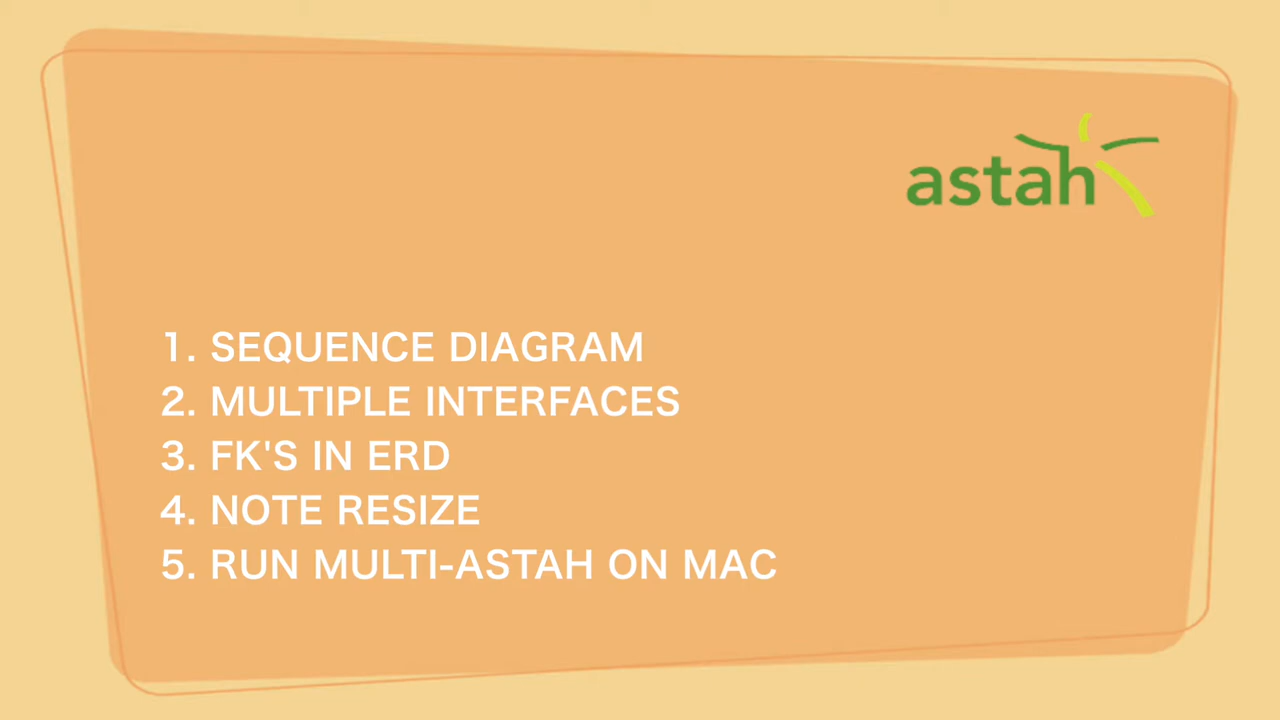 astah
1. SEQUENCE DIAGRAM
2. MULTIPLE INTERFACES
3. FK'S IN ERD
4. NOTE RESIZE
5. RUN MULTI-ASTAH ON MAC